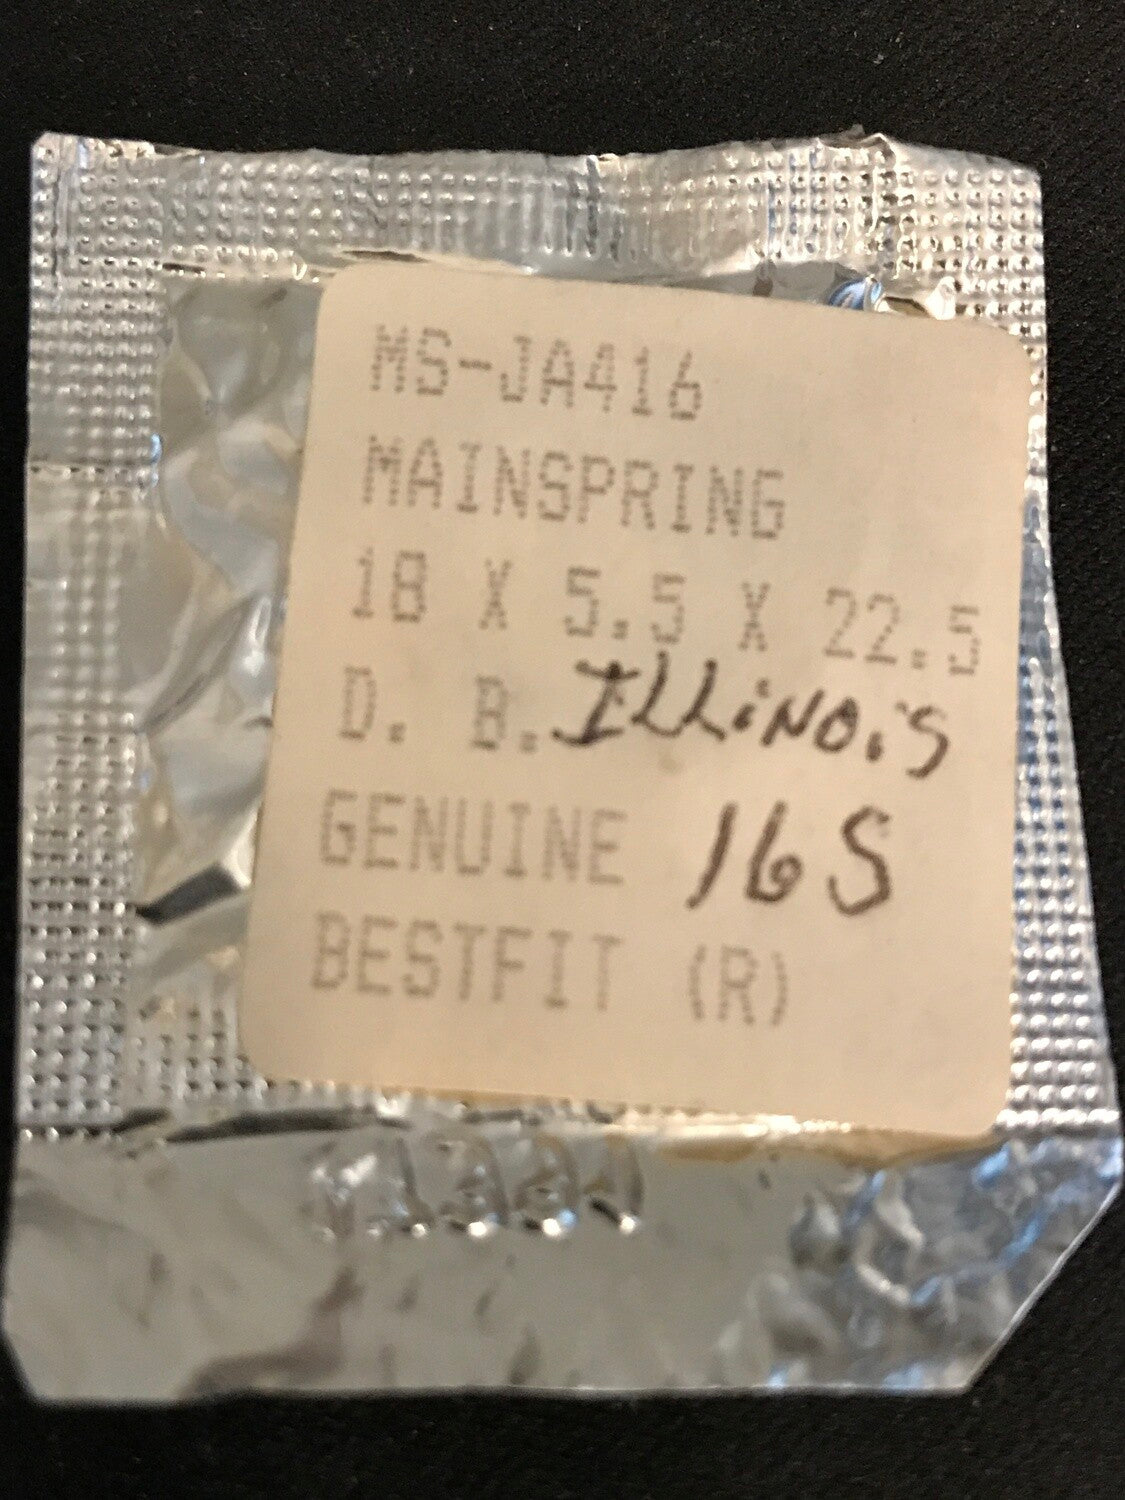 MS-JA416
MAINSPRING
18 X 5.5 X 22.5
D. B. Illinois
GENUINE 16S
BESTFIT (R)